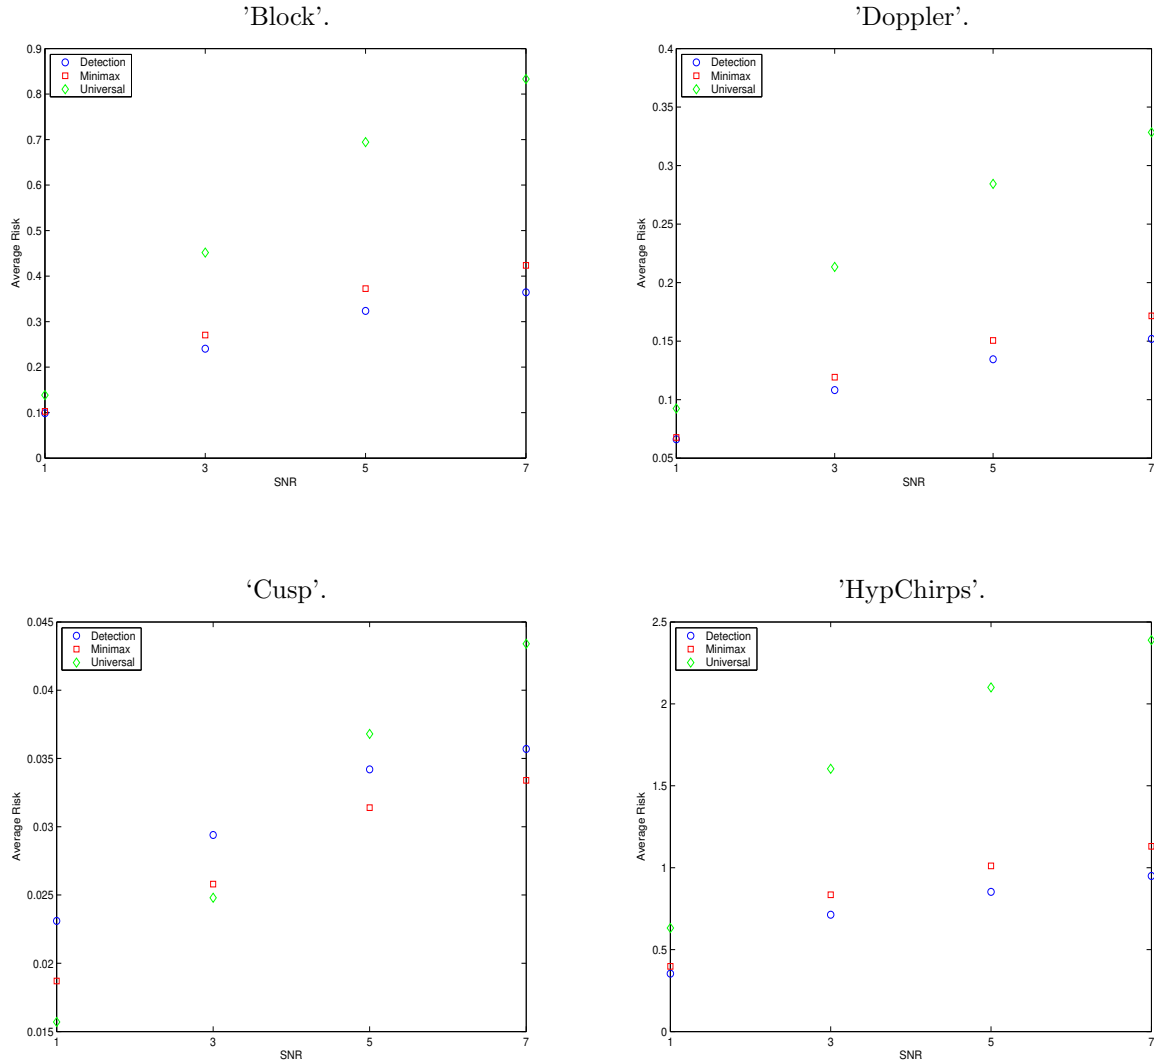 ’Block’.
0.9
0.8
0.7
0.6
0.5
0.4
0.3
0.2
0.1
0
Average Risk
Detection
Minimax
Universal
1 3 5 7
SNR
’Doppler’.
0.4
0.35
0.3
0.25
0.2
0.15
0.1
0.05
Average Risk
Detection
Minimax
Universal
1 3 5 7
SNR
‘Cusp’.
0.045
0.04
0.035
0.03
0.025
0.02
0.015
Average Risk
Detection
Minimax
Universal
1 3 5 7
SNR
’HypChirps’.
2.5
2
1.5
1
0.5
0
Average Risk
Detection
Minimax
Universal
1 3 5 7
SNR